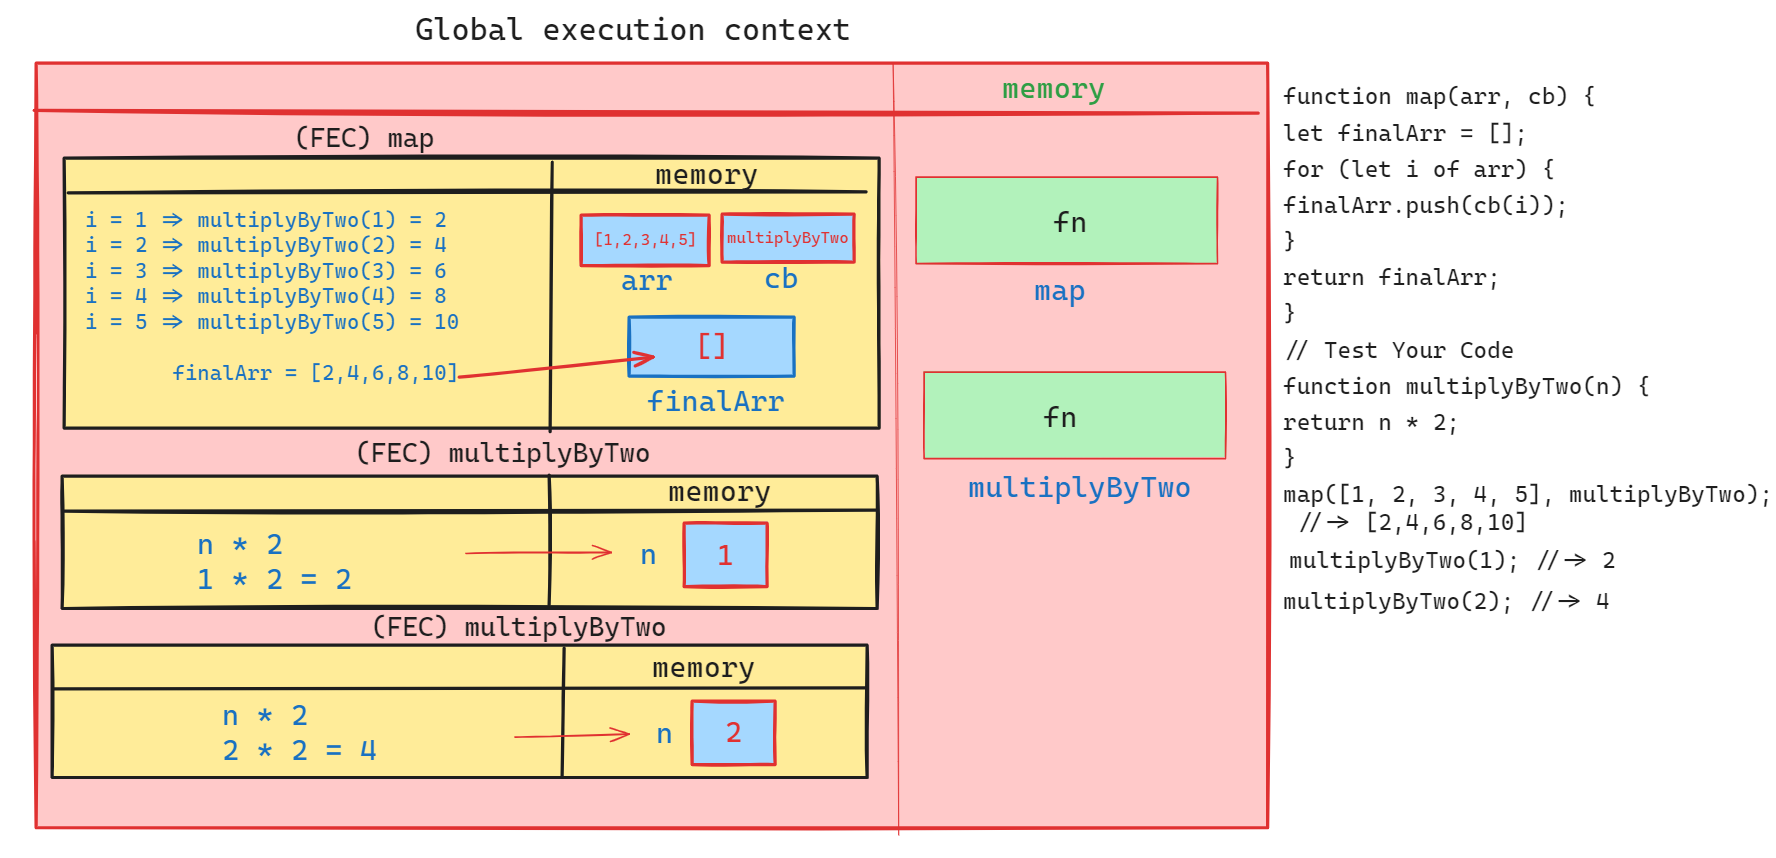 Global execution context
memory
(FEC) map
memory
i = 1 => multiplyByTwo(1) = 2
i = 2 => multiplyByTwo(2) = 4
i = 3 => multiplyByTwo(3) = 6
i = 4 => multiplyByTwo(4) = 8
i = 5 => multiplyByTwo(5) = 10
finalArr = [2,4,6,8,10]
[1,2,3,4,5]
multiplyByTwo
arr
cb
[]
finalArr
(FEC) multiplyByTwo
memory
n * 2
1 * 2 = 2
n
1
(FEC) multiplyByTwo
memory
n * 2
2 * 2 = 4
n
2
fn
map
fn
multiplyByTwo
function map(arr, cb) {
let finalArr = [];
for (let i of arr) {
finalArr.push(cb(i));
}
return finalArr;
}
// Test Your Code
function multiplyByTwo(n) {
return n * 2;
}
map([1, 2, 3, 4, 5], multiplyByTwo);
//-> [2,4,6,8,10]
multiplyByTwo(1); //-> 2
multiplyByTwo(2); //-> 4